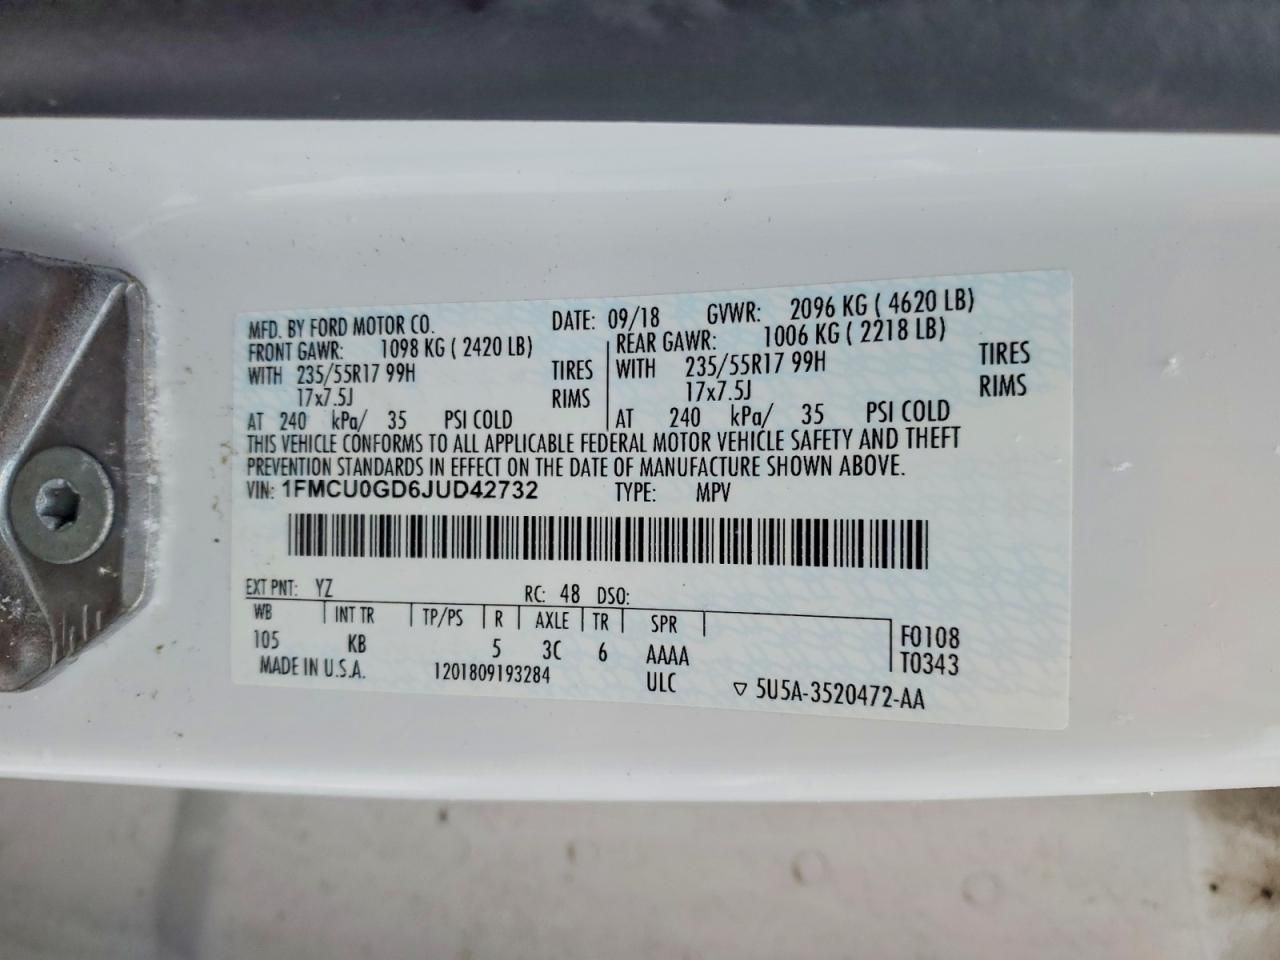 MFD. BY FORD MOTOR CO. DATE: 09/18 GVWR: 2096 KG ( 4620 LB)
FRONT GAWR: 1098 KG ( 2420 LB) REAR GAWR: 1006 KG ( 2218 LB)
WITH 235/55R17 99H TIRES WITH 235/55R17 99H TIRES
17x7.5J RIMS 17x7.5J RIMS
AT 240 kPa/ 35 PSI COLD AT 240 kPa/ 35 PSI COLD
THIS VEHICLE CONFORMS TO ALL APPLICABLE FEDERAL MOTOR VEHICLE SAFETY AND THEFT
PREVENTION STANDARDS IN EFFECT ON THE DATE OF MANUFACTURE SHOWN ABOVE.
VIN: 1FMCU0GD6JUD42732 TYPE: MPV
EXT PNT: YZ RC: 48 DSO:
WB INT TR TP/PS R AXLE TR SPR F0108
105 KB 5 3C 6 AAAA T0343
MADE IN U.S.A. 1201809193284 ULC ▽ 5U5A-3520472-AA